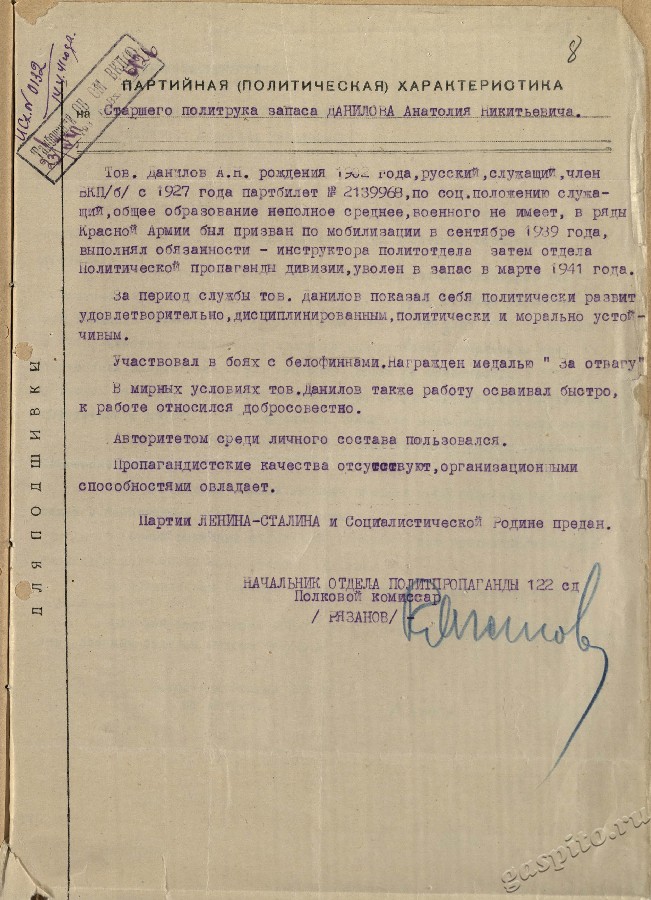 8
Исх. № 0132
ПАРТИЙНАЯ (ПОЛИТИЧЕСКАЯ) ХАРАКТЕРИСТИКА
на Старшего политрука запаса ДАНИЛОВА Анатолия Никитьевича.
Тов. Данилов А.Н. рождения 1902 года,русский,служащий,член
ВКП/б/ с 1927 года партбилет № 2139968,по соц.положению служа-
щий,общее образование неполное среднее,военного не имеет, в ряды
Красной Армии был призван по мобилизации в сентябре 1939 года,
выполнял обязанности - инструктора политотдела затем отдела
Политической пропаганды дивизии,уволен в запас в марте 1941 года.
За период службы тов. Данилов показал себя политически развит
удовлетворительно,дисциплинированным,политически и морально устой-
чивым.
Участвовал в боях с белофиннами.Награжден медалью " За отвагу"
В мирных условиях тов.Данилов также работу осваивал быстро,
к работе относился добросовестно.
Авторитетом среди личного состава пользовался.
Пропагандистские качества отсутствуют,организационными
способностями овладает.
Партии ЛЕНИНА-СТАЛИНА и Социалистической Родине предан.
НАЧАЛЬНИК ОТДЕЛА ПОЛИТПРОПАГАНДЫ 122 сд
Полковой комиссар
/ РЯЗАНОВ/ -
ДЛЯ ПОДШИВКИ
gaspito.ru